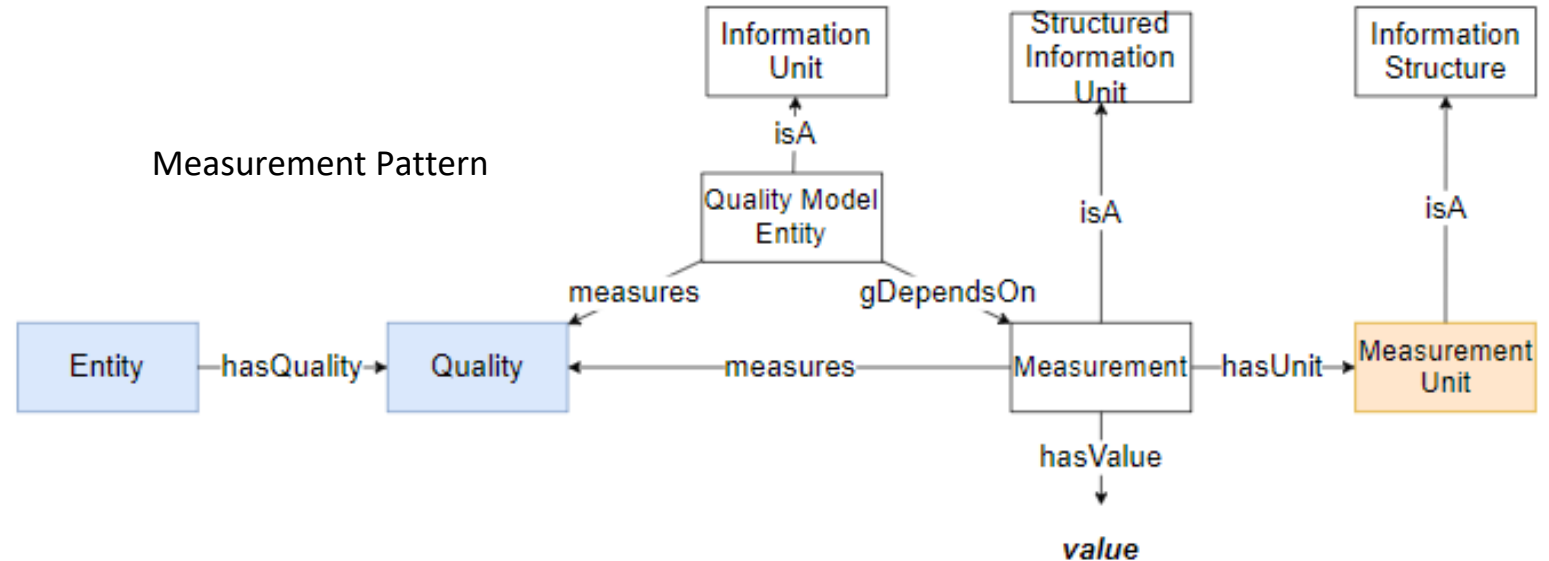 Information
Unit
Structured
Information
Unit
Information
Structure
isA
Measurement Pattern
Quality Model
Entity
isA
isA
measures
gDependsOn
Entity
hasQuality
Quality
measures
Measurement
hasUnit
Measurement
Unit
hasValue
value